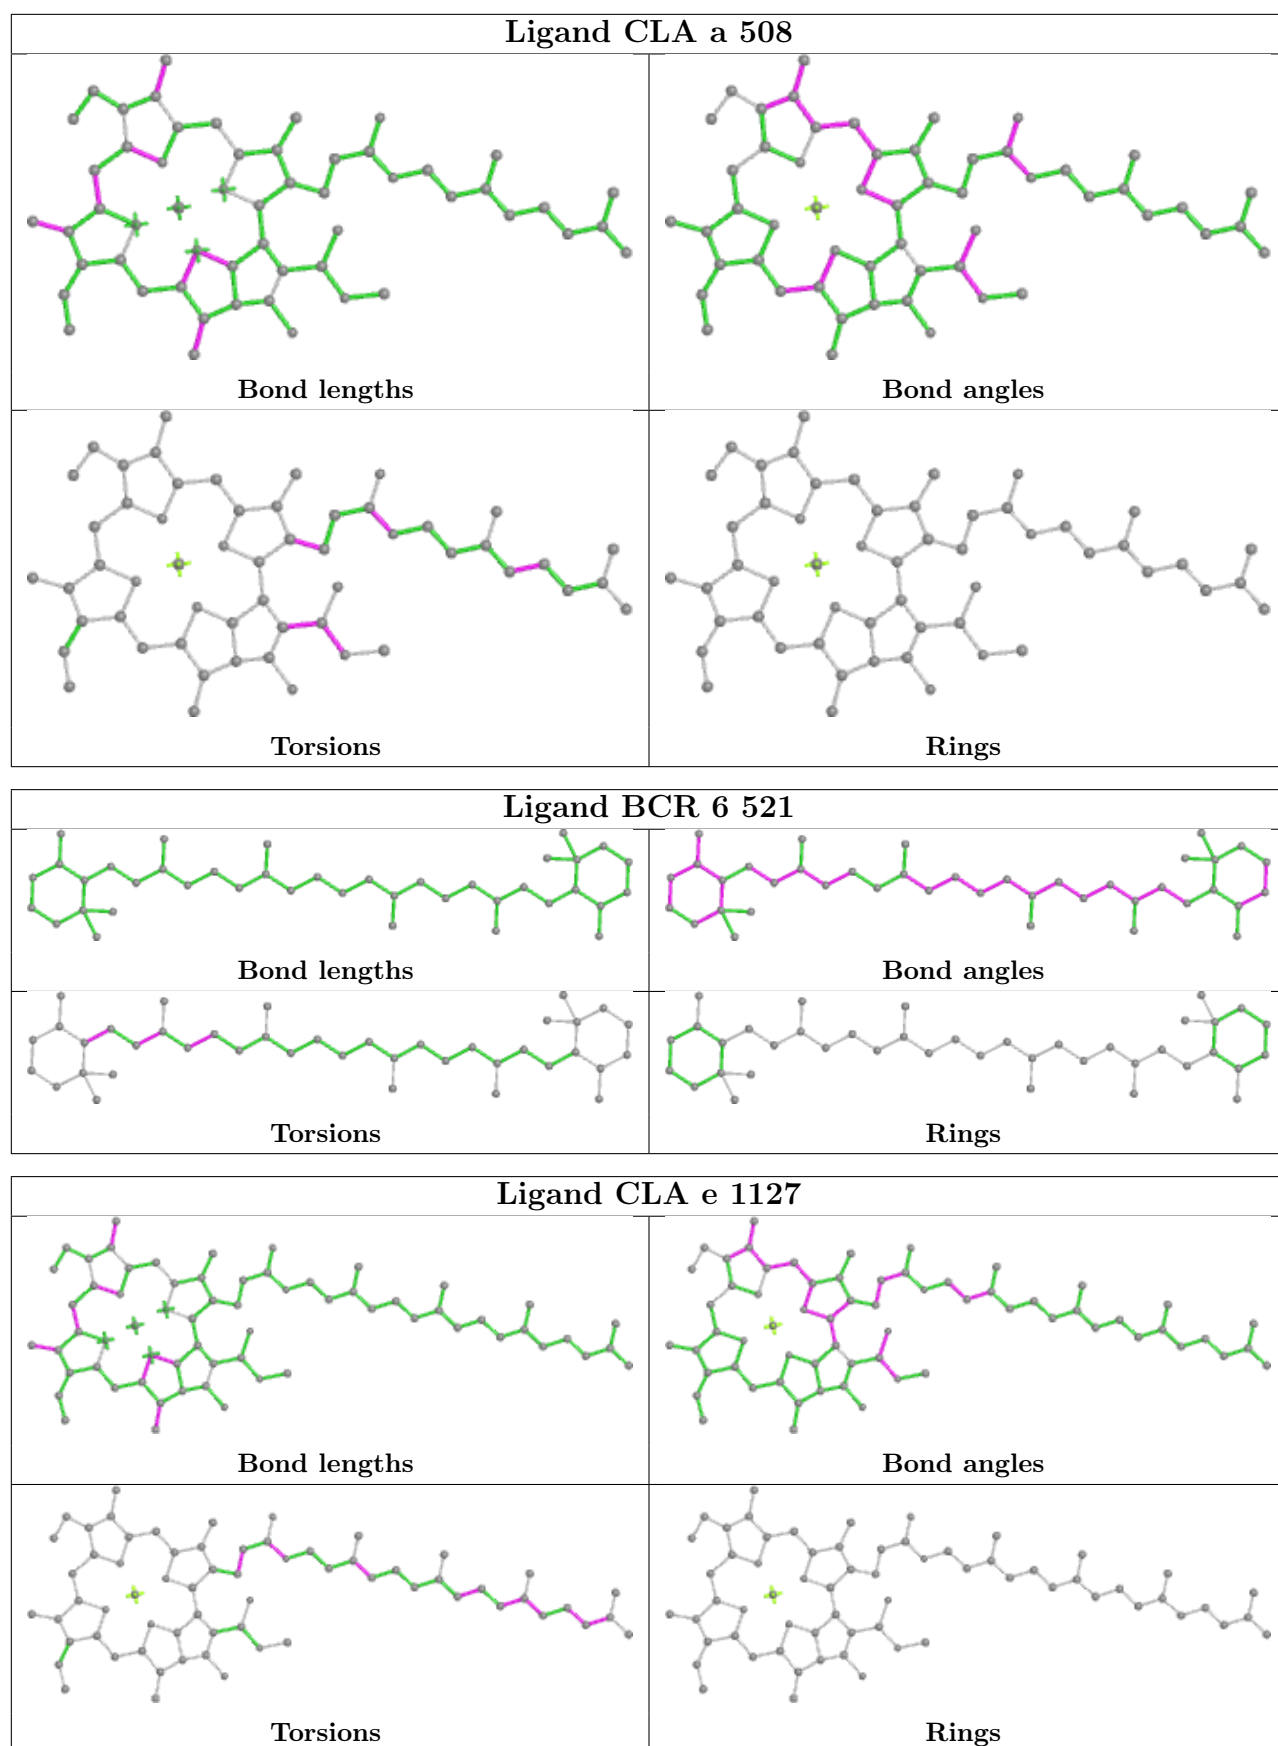 Ligand CLA a 508
Bond lengths
Bond angles
Torsions
Rings
Ligand BCR 6 521
Bond lengths
Bond angles
Torsions
Rings
Ligand CLA e 1127
Bond lengths
Bond angles
Torsions
Rings